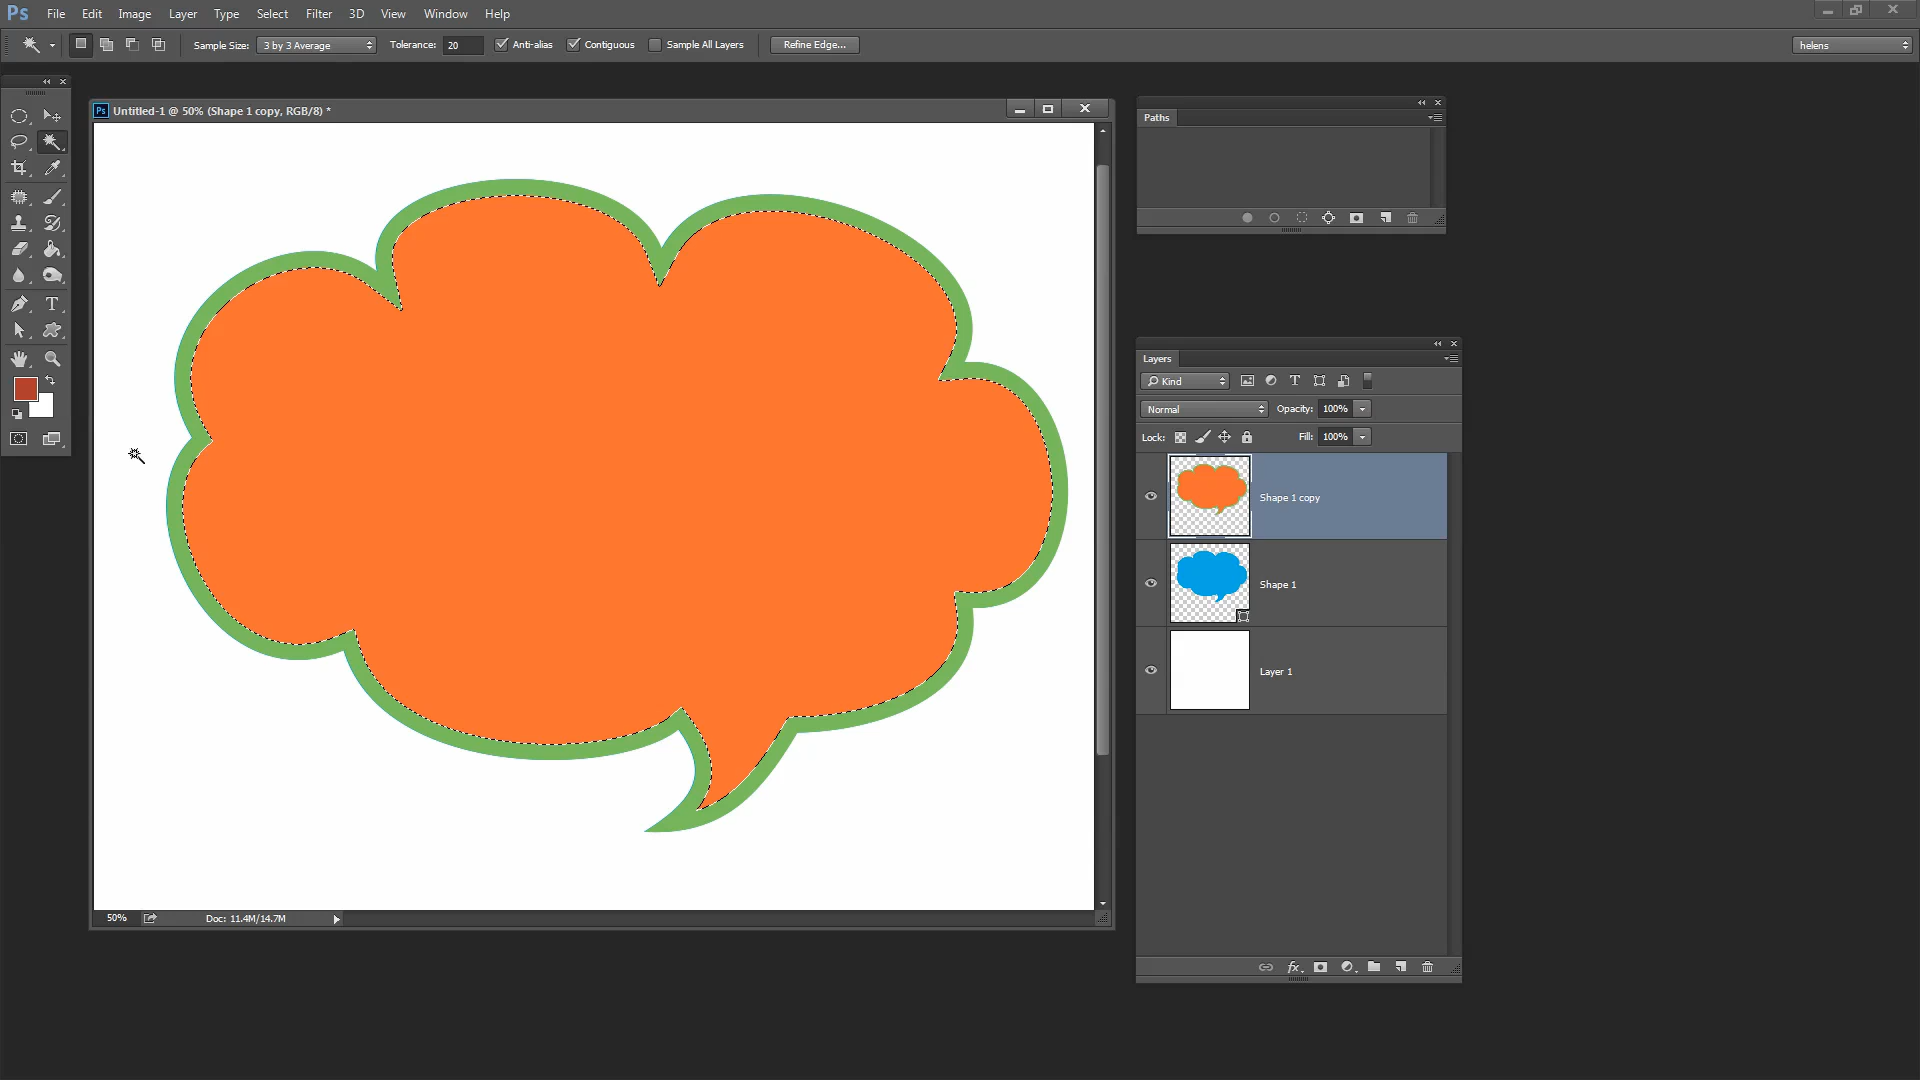 Ps File Edit Image Layer Type Select Filter 3D View Window Help
Sample Size: 3 by 3 Average Tolerance: 20 Anti-alias Contiguous Sample All Layers Refine Edge... helens
Ps Untitled-1 @ 50% (Shape 1 copy, RGB/8) *
Paths
T
Layers
Kind T
Normal Opacity: 100%
Lock: Fill: 100%
Shape 1 copy
Shape 1
Layer 1
50% Doc: 11.4M/14.7M
fx